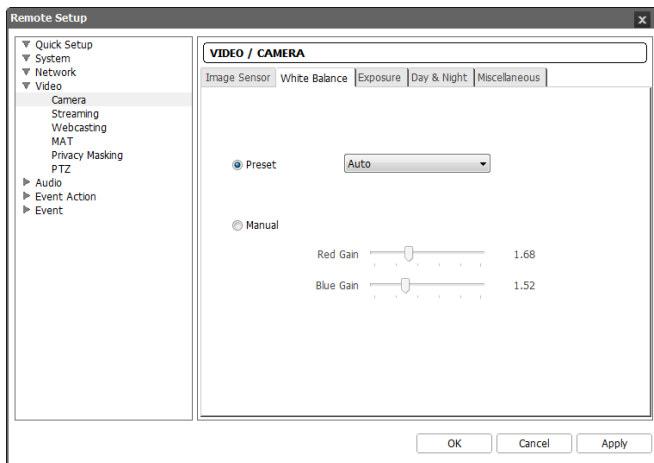 Remote Setup
x
Quick Setup
System
Network
Video
Camera
Streaming
Webcasting
MAT
Privacy Masking
PTZ
Audio
Event Action
Event
VIDEO / CAMERA
Image Sensor White Balance Exposure Day & Night Miscellaneous
Preset Auto
Manual
Red Gain 1.68
Blue Gain 1.52
OK Cancel Apply